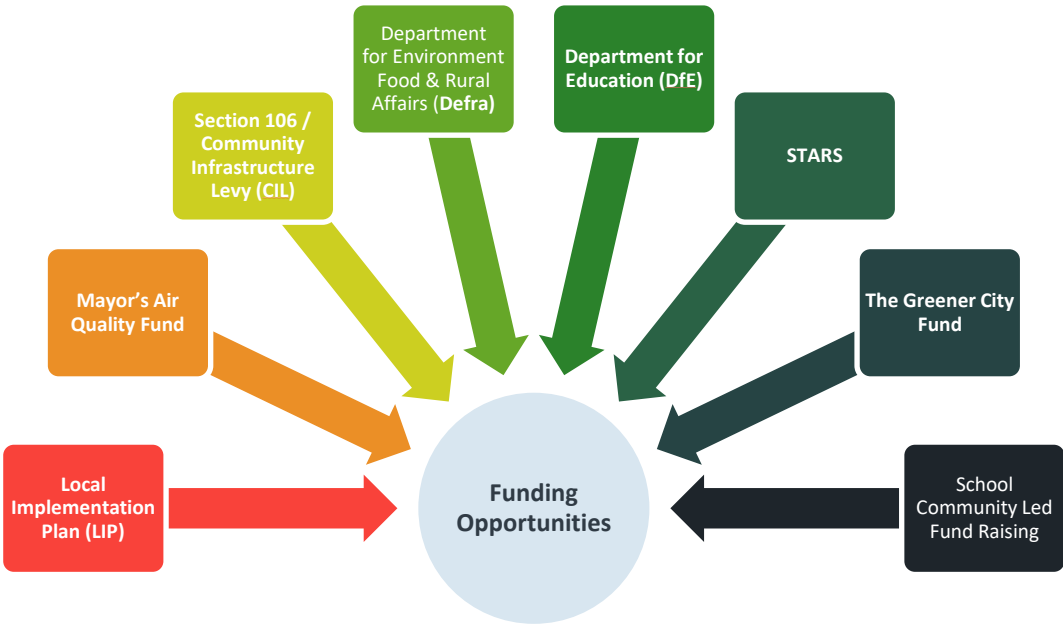 Local
Implementation
Plan (LIP)
Mayor’s Air
Quality Fund
Section 106 /
Community
Infrastructure
Levy (CIL)
Department
for Environment
Food & Rural
Affairs (Defra)
Department for
Education (DfE)
STARS
The Greener City
Fund
School
Community Led
Fund Raising
Funding
Opportunities